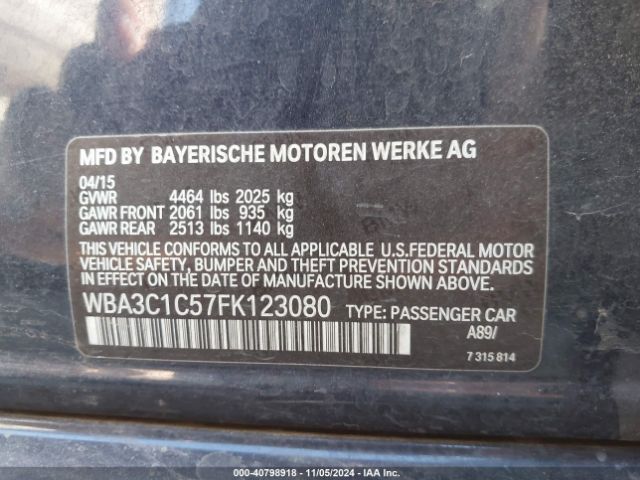 MFD BY BAYERISCHE MOTOREN WERKE AG
04/15
GVWR 4464 lbs 2025 kg
GAWR FRONT 2061 lbs 935 kg
GAWR REAR 2513 lbs 1140 kg
THIS VEHICLE CONFORMS TO ALL APPLICABLE U.S.FEDERAL MOTOR
VEHICLE SAFETY, BUMPER AND THEFT PREVENTION STANDARDS
IN EFFECT ON THE DATE OF MANUFACTURE SHOWN ABOVE.
WBA3C1C57FK123080 TYPE: PASSENGER CAR
A89/
7 315 814
000-40798918 - 11/05/2024 - IAA Inc.